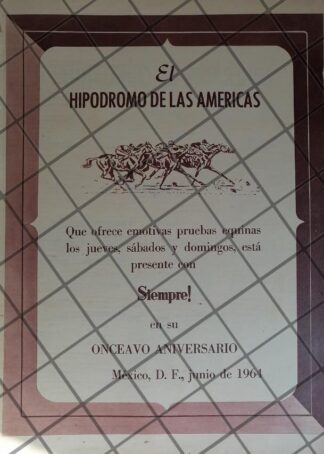 El
HIPODROMO DE LAS AMERICAS
Que ofrece emotivas pruebas equinas
los jueves, sábados y domingos, está
presente con
Siempre!
en su
ONCEAVO ANIVERSARIO
México, D. F., junio de 1964